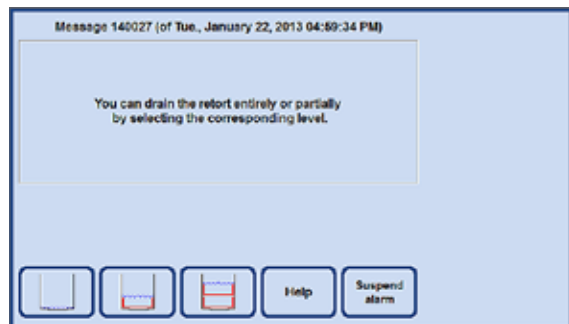 Message 140027 (of Tue., January 22, 2013 04:59:34 PM)
You can drain the retort entirely or partially
by selecting the corresponding level.
Help
Suspend
alarm